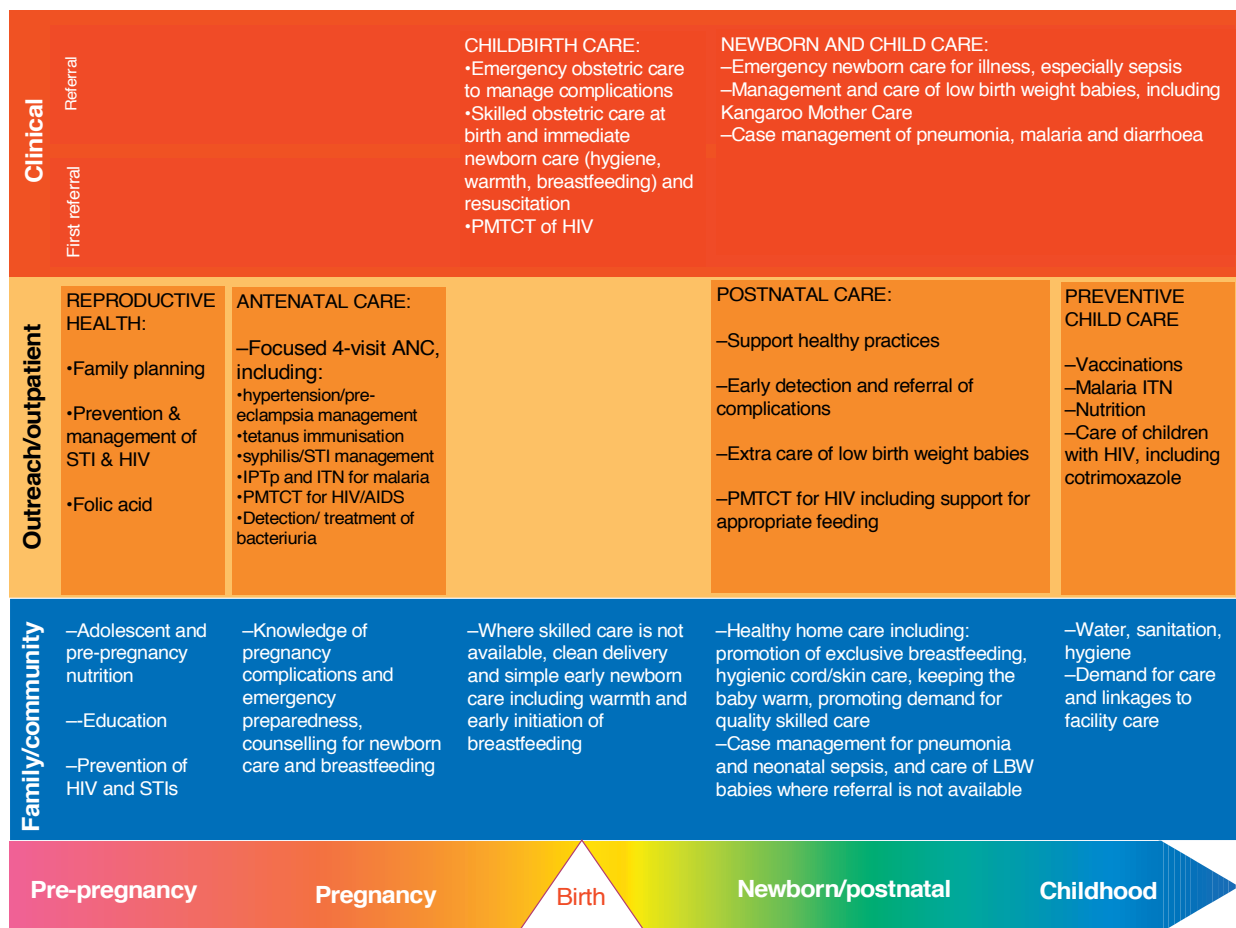 Clinical
Referral
First referral
CHILDBIRTH CARE:
•Emergency obstetric care
to manage complications
•Skilled obstetric care at
birth and immediate
newborn care (hygiene,
warmth, breastfeeding) and
resuscitation
•PMTCT of HIV
NEWBORN AND CHILD CARE:
–Emergency newborn care for illness, especially sepsis
–Management and care of low birth weight babies, including
Kangaroo Mother Care
–Case management of pneumonia, malaria and diarrhoea
Outreach/outpatient
REPRODUCTIVE
HEALTH:
•Family planning
•Prevention &
management of
STI & HIV
•Folic acid
ANTENATAL CARE:
–Focused 4-visit ANC,
including:
•hypertension/pre-
eclampsia management
•tetanus immunisation
•syphilis/STI management
•IPTp and ITN for malaria
•PMTCT for HIV/AIDS
•Detection/ treatment of
bacteriuria
POSTNATAL CARE:
–Support healthy practices
–Early detection and referral of
complications
–Extra care of low birth weight babies
–PMTCT for HIV including support for
appropriate feeding
PREVENTIVE
CHILD CARE
–Vaccinations
–Malaria ITN
–Nutrition
–Care of children
with HIV, including
cotrimoxazole
Family/community
–Adolescent and
pre-pregnancy
nutrition
–-Education
–Prevention of
HIV and STIs
–Knowledge of
pregnancy
complications and
emergency
preparedness,
counselling for newborn
care and breastfeeding
–Where skilled care is not
available, clean delivery
and simple early newborn
care including warmth and
early initiation of
breastfeeding
–Healthy home care including:
promotion of exclusive breastfeeding,
hygienic cord/skin care, keeping the
baby warm, promoting demand for
quality skilled care
–Case management for pneumonia
and neonatal sepsis, and care of LBW
babies where referral is not available
–Water, sanitation,
hygiene
–Demand for care
and linkages to
facility care
Pre-pregnancy
Pregnancy
Birth
Newborn/postnatal
Childhood